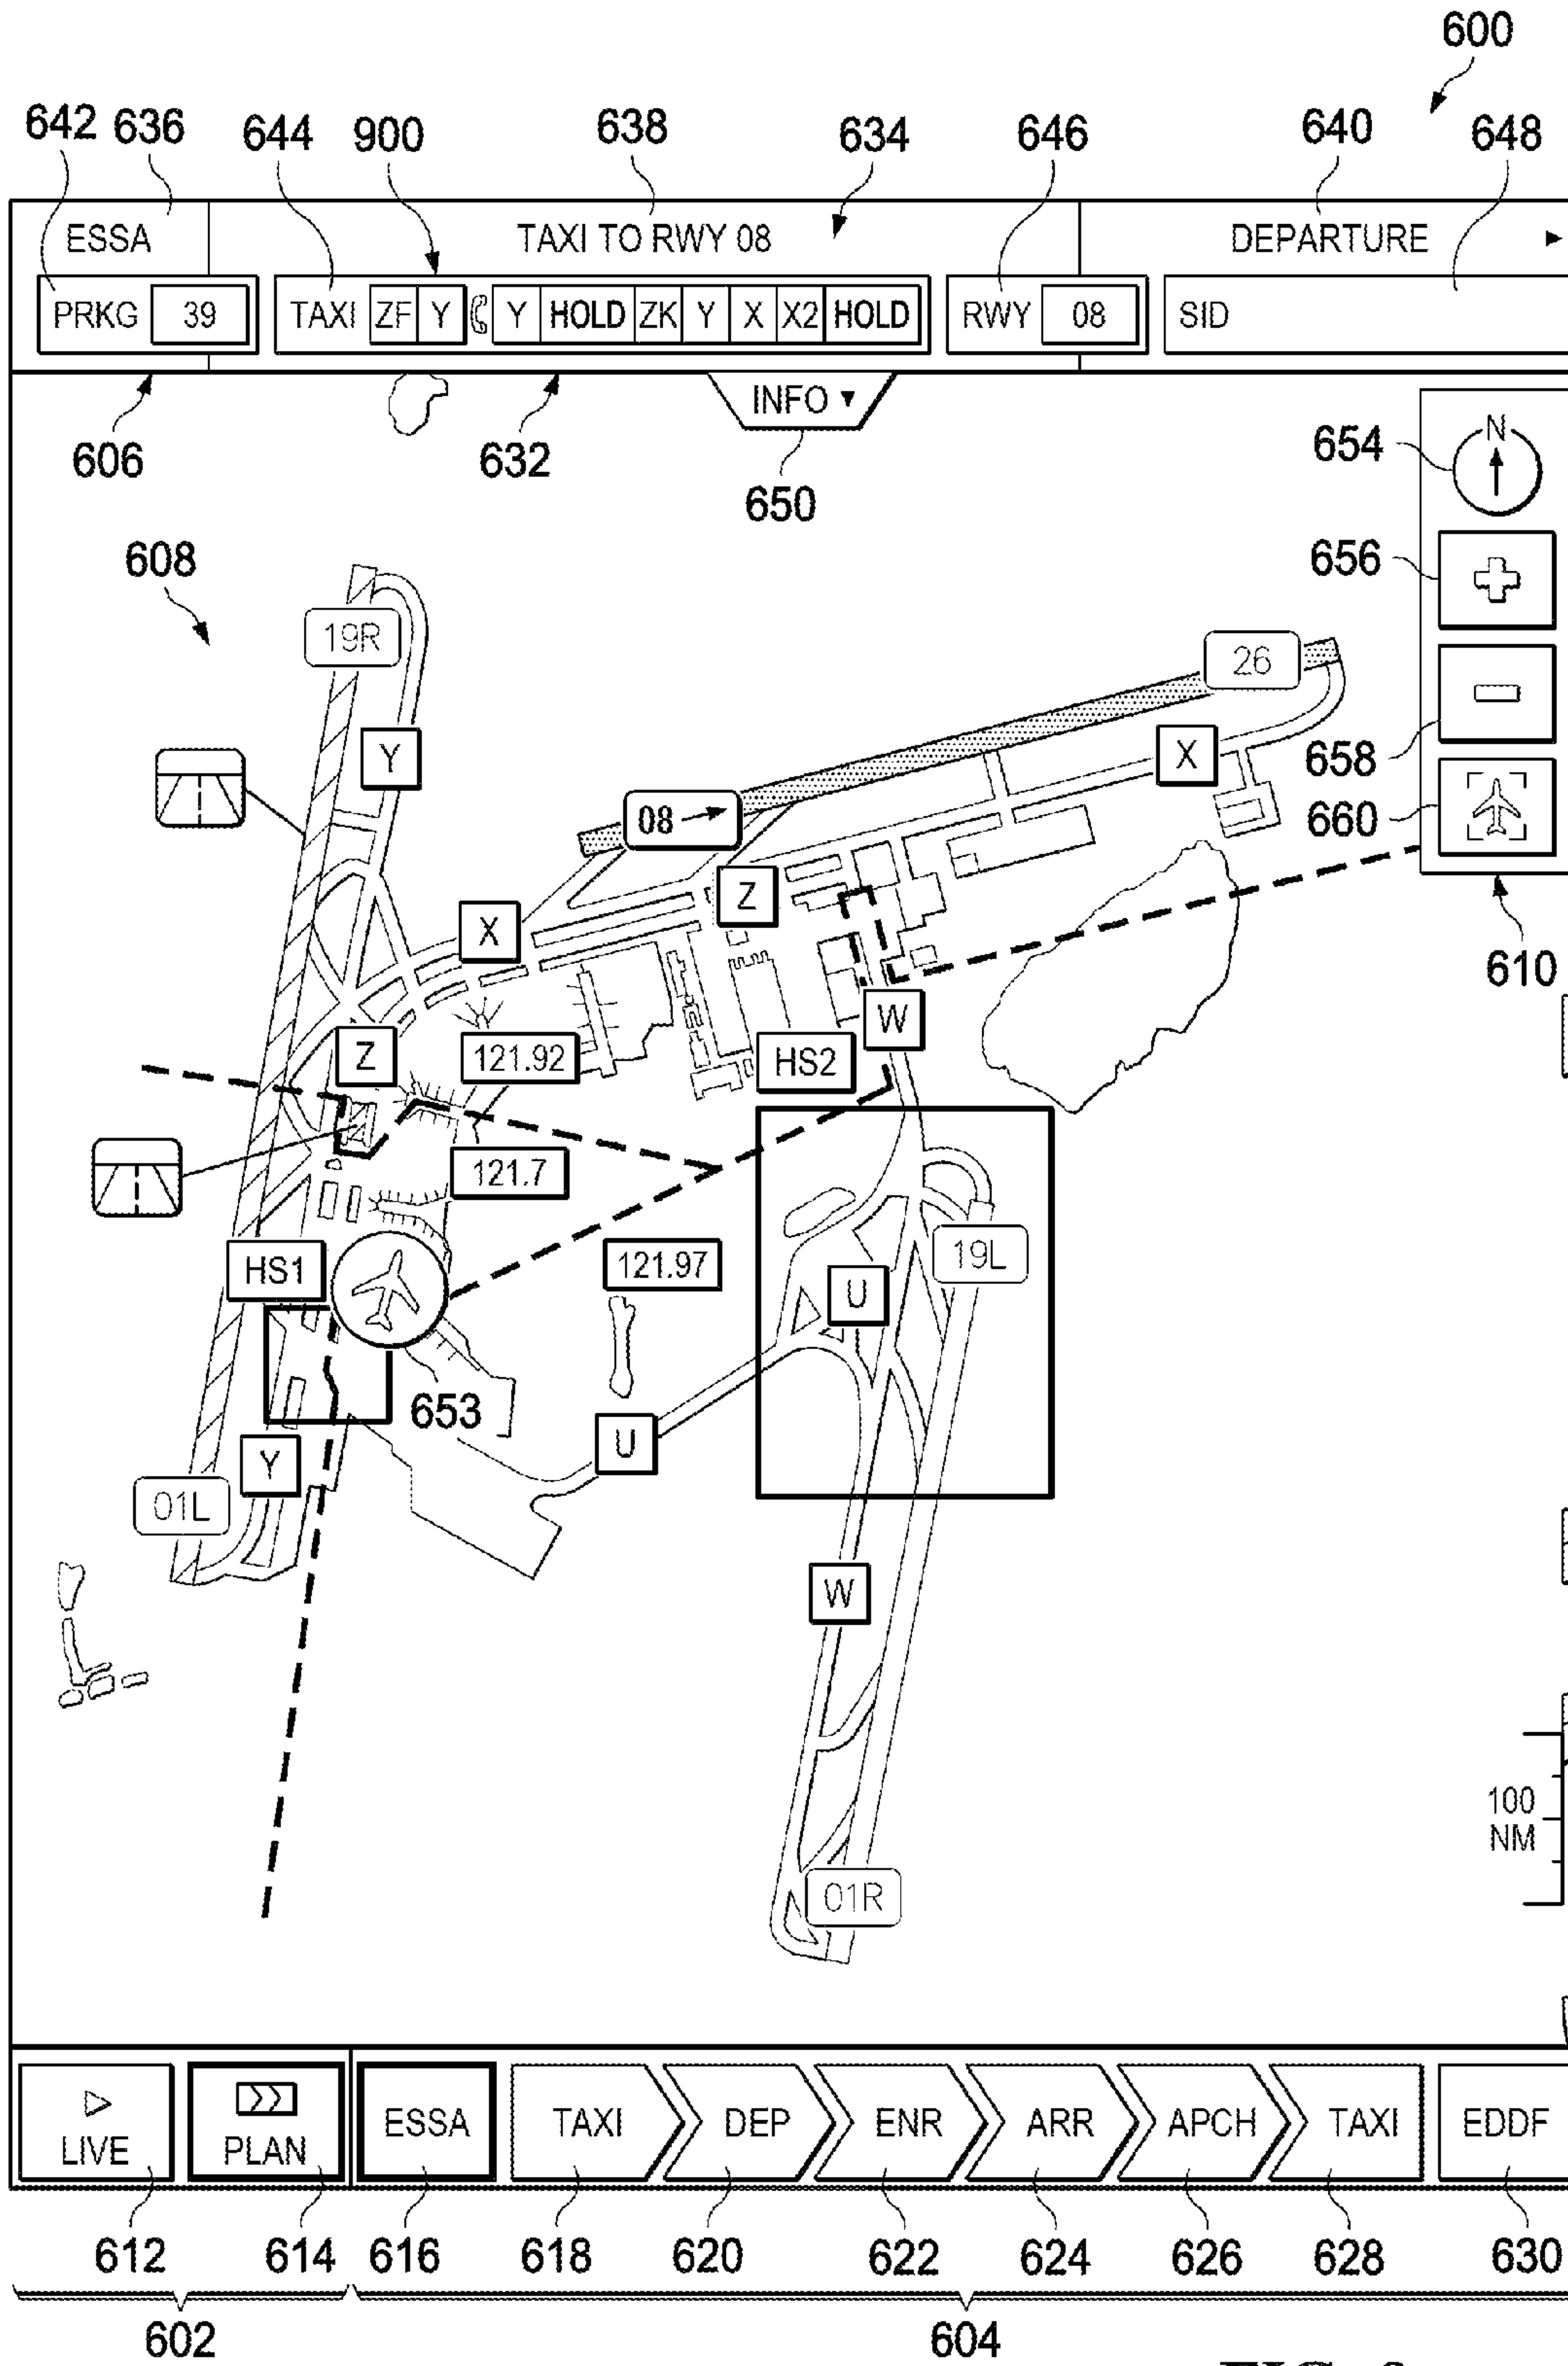 600
642 636 644 900 638 634 646 640 648
ESSA TAXI TO RWY 08 DEPARTURE
PRKG 39 TAXI ZF Y Y HOLD ZK Y X X2 HOLD RWY 08 SID
INFO
606 632 650
N
654
608
656
19R
26
Y
X
658
08
660
Z
X
610
W
Z 121.92 HS2
121.7
19L
HS1 121.97
U
653
U
Y
01L
W
100
NM
01R
LIVE PLAN ESSA TAXI DEP ENR ARR APCH TAXI EDDF
612 614 616 618 620 622 624 626 628 630
602 604